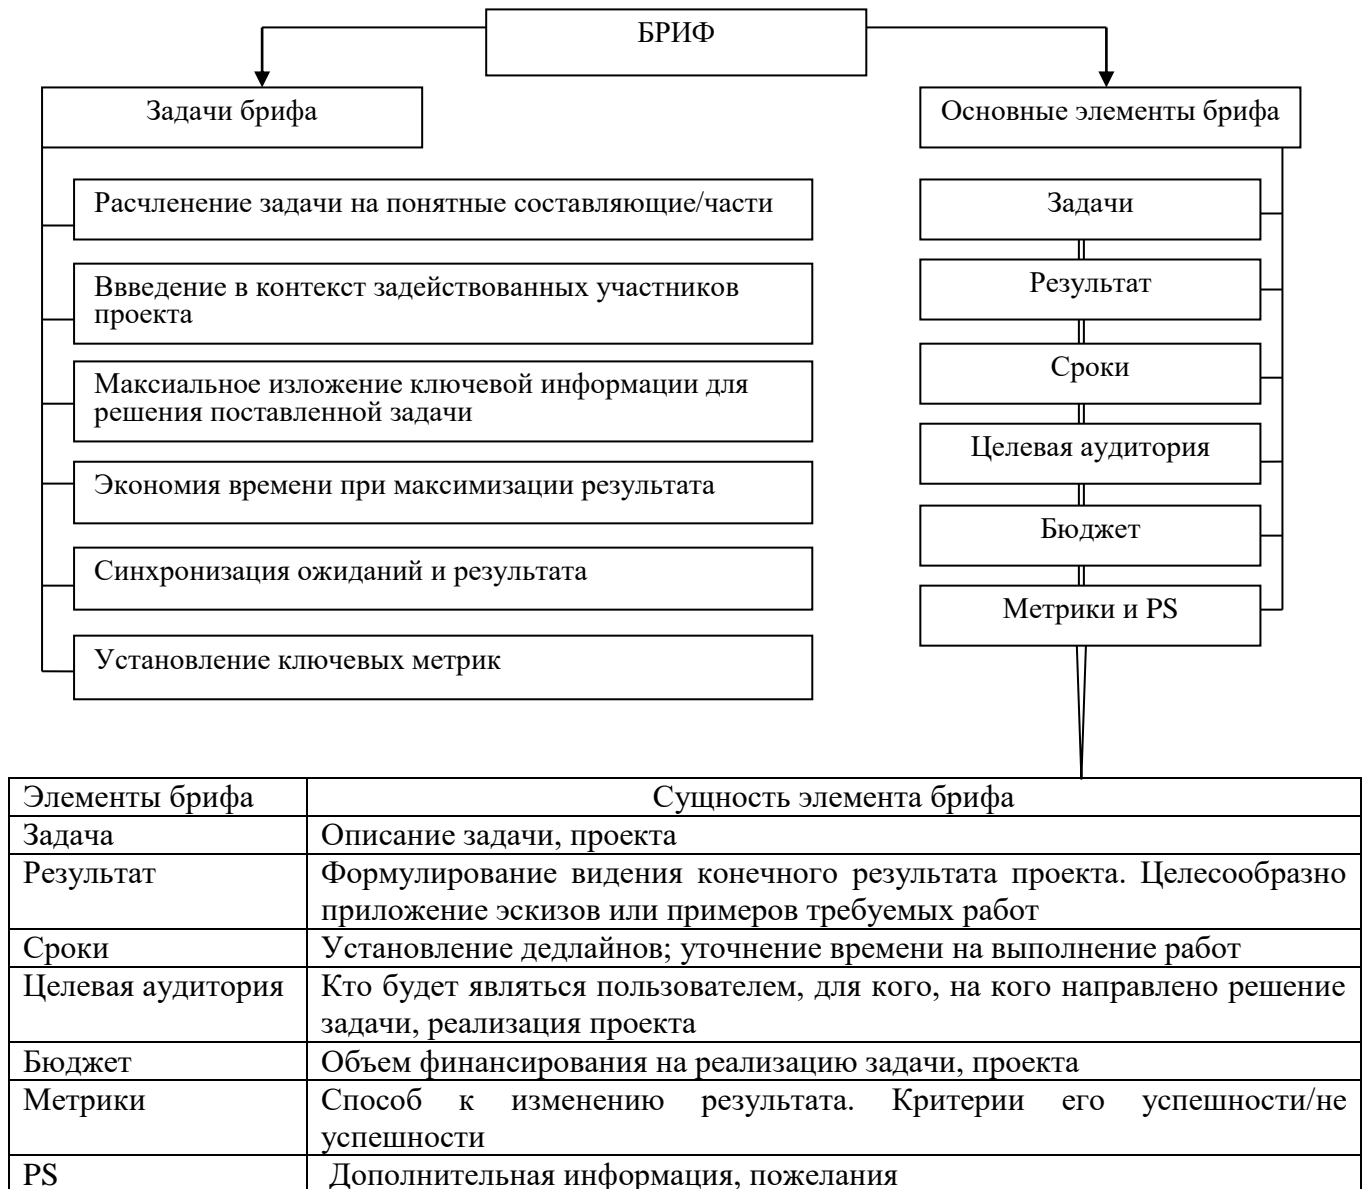 БРИФ
Задачи брифа
Расчленение задачи на понятные составляющие/части
Ввведение в контекст задействованных участников
проекта
Максиальное изложение ключевой информации для
решения поставленной задачи
Экономия времени при максимизации результата
Синхронизация ожиданий и результата
Установление ключевых метрик
Основные элементы брифа
Задачи
Результат
Сроки
Целевая аудитория
Бюджет
Метрики и PS
Элементы брифа
Сущность элемента брифа
Задача
Описание задачи, проекта
Результат
Формулирование видения конечного результата проекта. Целесообразно
приложение эскизов или примеров требуемых работ
Сроки
Установление дедлайнов; уточнение времени на выполнение работ
Целевая аудитория
Кто будет являться пользователем, для кого, на кого направлено решение
задачи, реализация проекта
Бюджет
Объем финансирования на реализацию задачи, проекта
Метрики
Способ к изменению результата. Критерии его успешности/не
успешности
PS
Дополнительная информация, пожелания